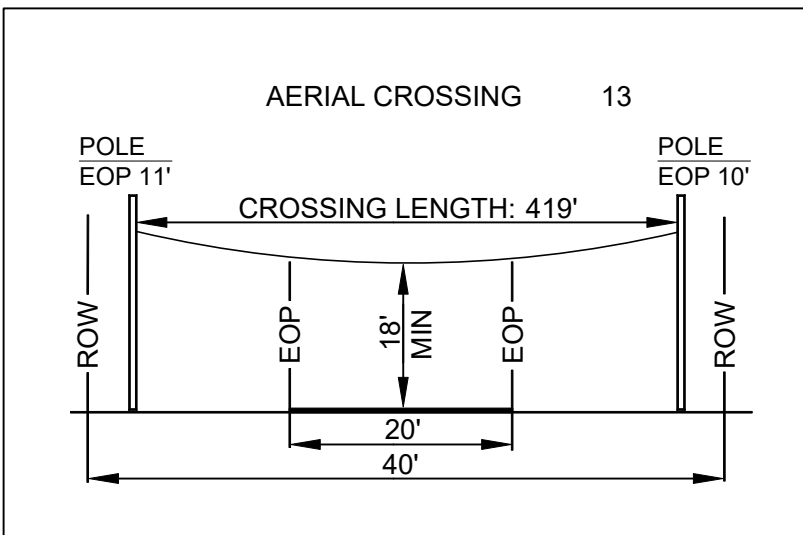 AERIAL CROSSING 13
POLE
EOP 11'
POLE
EOP 10'
CROSSING LENGTH: 419'
ROW
EOP
18'
MIN
EOP
ROW
20'
40'